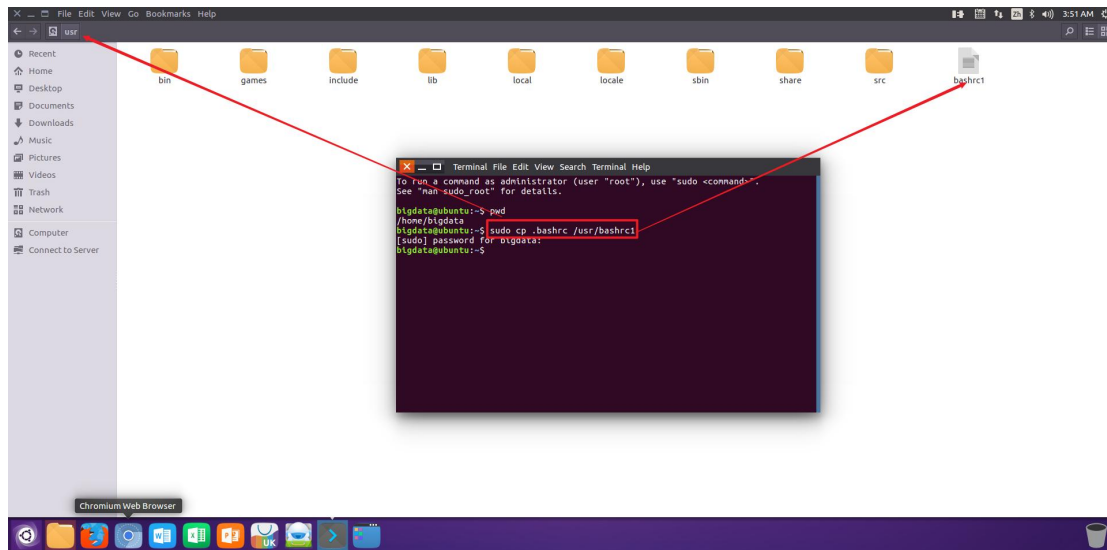 File Edit View Go Bookmarks Help
Zh 3:51 AM
usr
Recent
Home
Desktop
Documents
Downloads
Music
Pictures
Videos
Trash
Network
Computer
Connect to Server
bin games include lib local locale sbin share src bashrc1
Terminal File Edit View Search Terminal Help
To run a command as administrator (user "root"), use "sudo <command>".
See "man sudo_root" for details.
bigdata@ubuntu:~$ pwd
/home/bigdata
bigdata@ubuntu:~$ sudo cp .bashrc /usr/bashrc1
[sudo] password for bigdata:
bigdata@ubuntu:~$
Chromium Web Browser
W X P UK